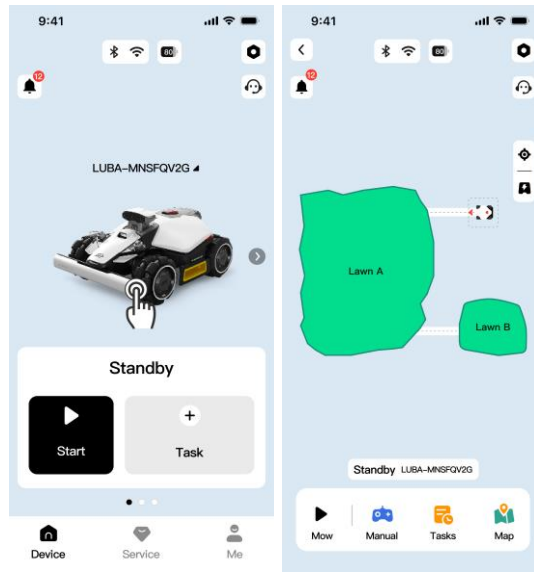 9:41
80
12
LUBA-MNSFQV2G
Standby
Start
Task
Device
Service
Me
9:41
80
12
Lawn A
Lawn B
Standby LUBA-MNSFQV2G
Mow
Manual
Tasks
Map